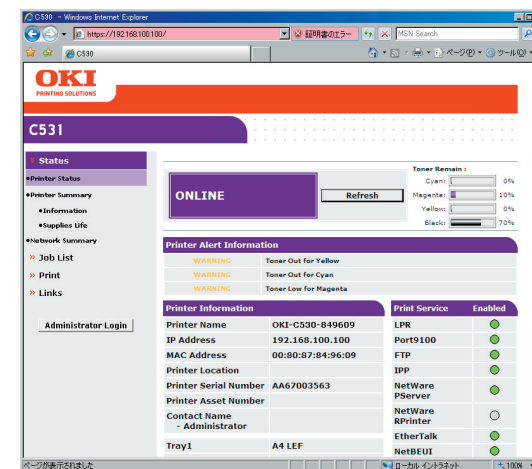 C530 - Windows Internet Explorer
https://192.168.100.100/
証明書のエラー
MSN Search
C530
ページ(P)
ツール(O)
OKI
PRINTING SOLUTIONS
C531
Status
Printer Status
Printer Summary
Information
Supplies Life
Network Summary
Job List
Print
Links
Administrator Login
ONLINE
Refresh
Toner Remain :
Cyan: 0%
Magenta: 10%
Yellow: 0%
Black: 70%
Printer Alert Information
WARNING Toner Out for Yellow
WARNING Toner Out for Cyan
WARNING Toner Low for Magenta
Printer Information
Printer Name OKI-C530-849609
IP Address 192.168.100.100
MAC Address 00:80:87:84:96:09
Printer Location
Printer Serial Number AA67003563
Printer Asset Number
Contact Name
- Administrator
Tray1 A4 LEF
Print Service Enabled
LPR
Port9100
FTP
IPP
NetWare
PServer
NetWare
RPrinter
EtherTalk
NetBEUI
ページが表示されました
ローカル イントラネット
100%